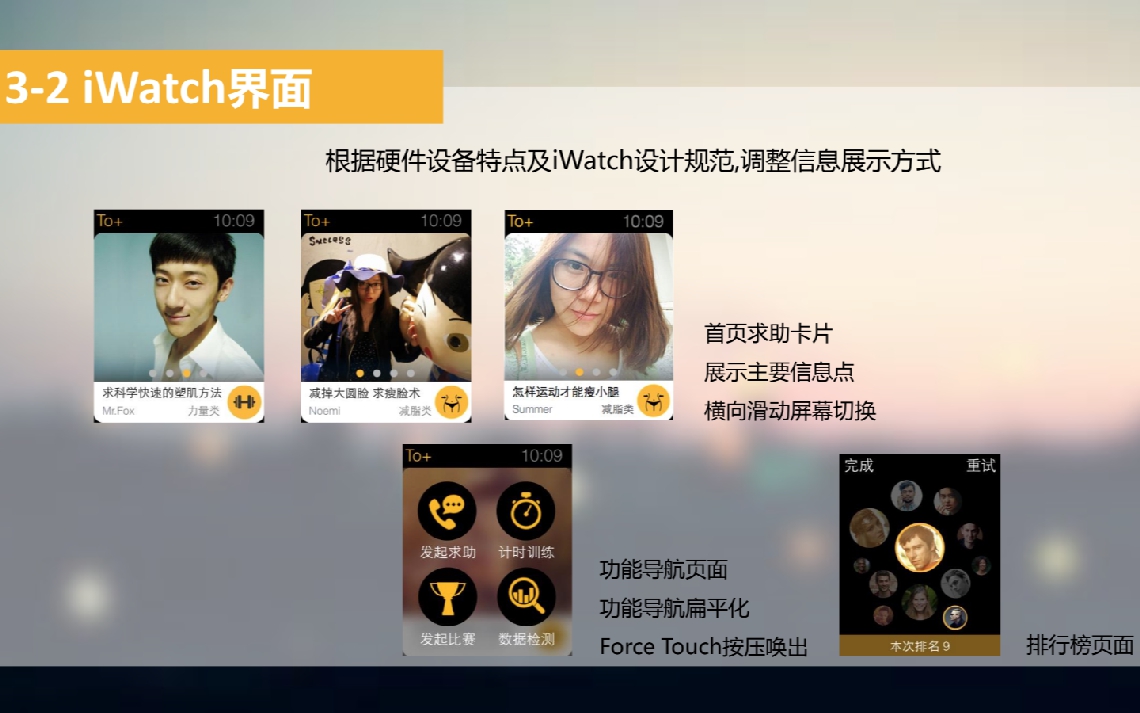 3-2 iWatch界面
根据硬件设备特点及iWatch设计规范,调整信息展示方式
To+ 10:09
求科学快速的塑肌方法
Mr.Fox 力量类
To+ 10:09
Success
减掉大圆脸 求瘦脸术
Noemi 减脂类
To+ 10:09
怎样运动才能瘦小腿
Summer 减脂类
首页求助卡片
展示主要信息点
横向滑动屏幕切换
To+ 10:09
发起求助 计时训练
发起比赛 数据检测
功能导航页面
功能导航扁平化
Force Touch按压唤出
完成 重试
本次排名 9
排行榜页面